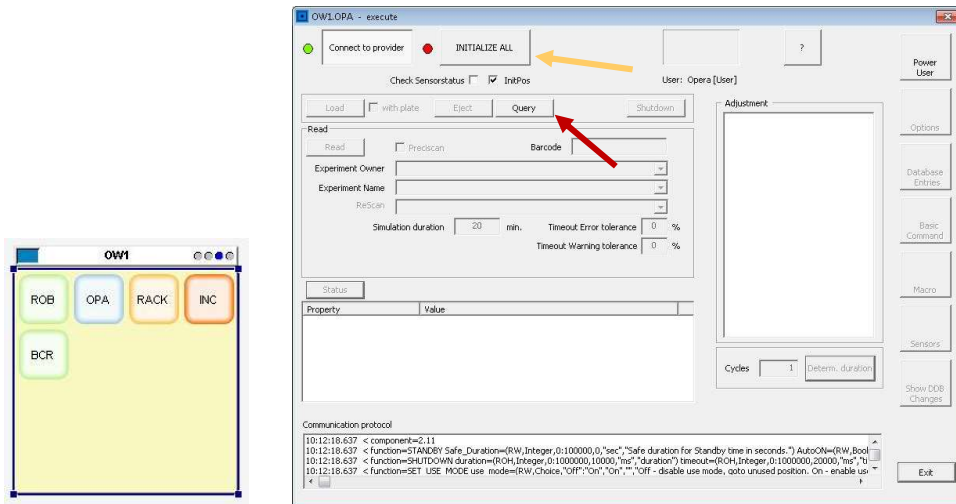 OW1
ROB OPA RACK INC
BCR
OW1.OPA - execute
Connect to provider INITIALIZE ALL ?
Check Sensorstatus InitPos User: Opera [User]
Load with plate Eject Query Shutdown
Read
Read Preciscan Barcode
Experiment Owner
Experiment Name
ReScan
Simulation duration 20 min. Timeout Error tolerance 0 %
Timeout Warning tolerance 0 %
Status
Property Value
Adjustment
Cycles 1 Determ. duration
Power User
Options
Database Entries
Basic Command
Macro
Sensors
Show DDB Changes
Exit
Communication protocol
10:12:18.637 < component=2.11
10:12:18.637 < function=STANDBY Safe_Duration=(RW,Integer,0:100000,0,"sec","Safe duration for Standby time in seconds.") AutoON=(RW,Bool
10:12:18.637 < function=SHUTDOWN duration=(ROH,Integer,0:1000000,10000,"ms","duration") timeout=(ROH,Integer,0:1000000,20000,"ms","ti
10:12:18.637 < function=SET_USE_MODE use_mode=(RW,Choice,"Off":"On","On","","Off - disable use mode, goto unused position. On - enable us